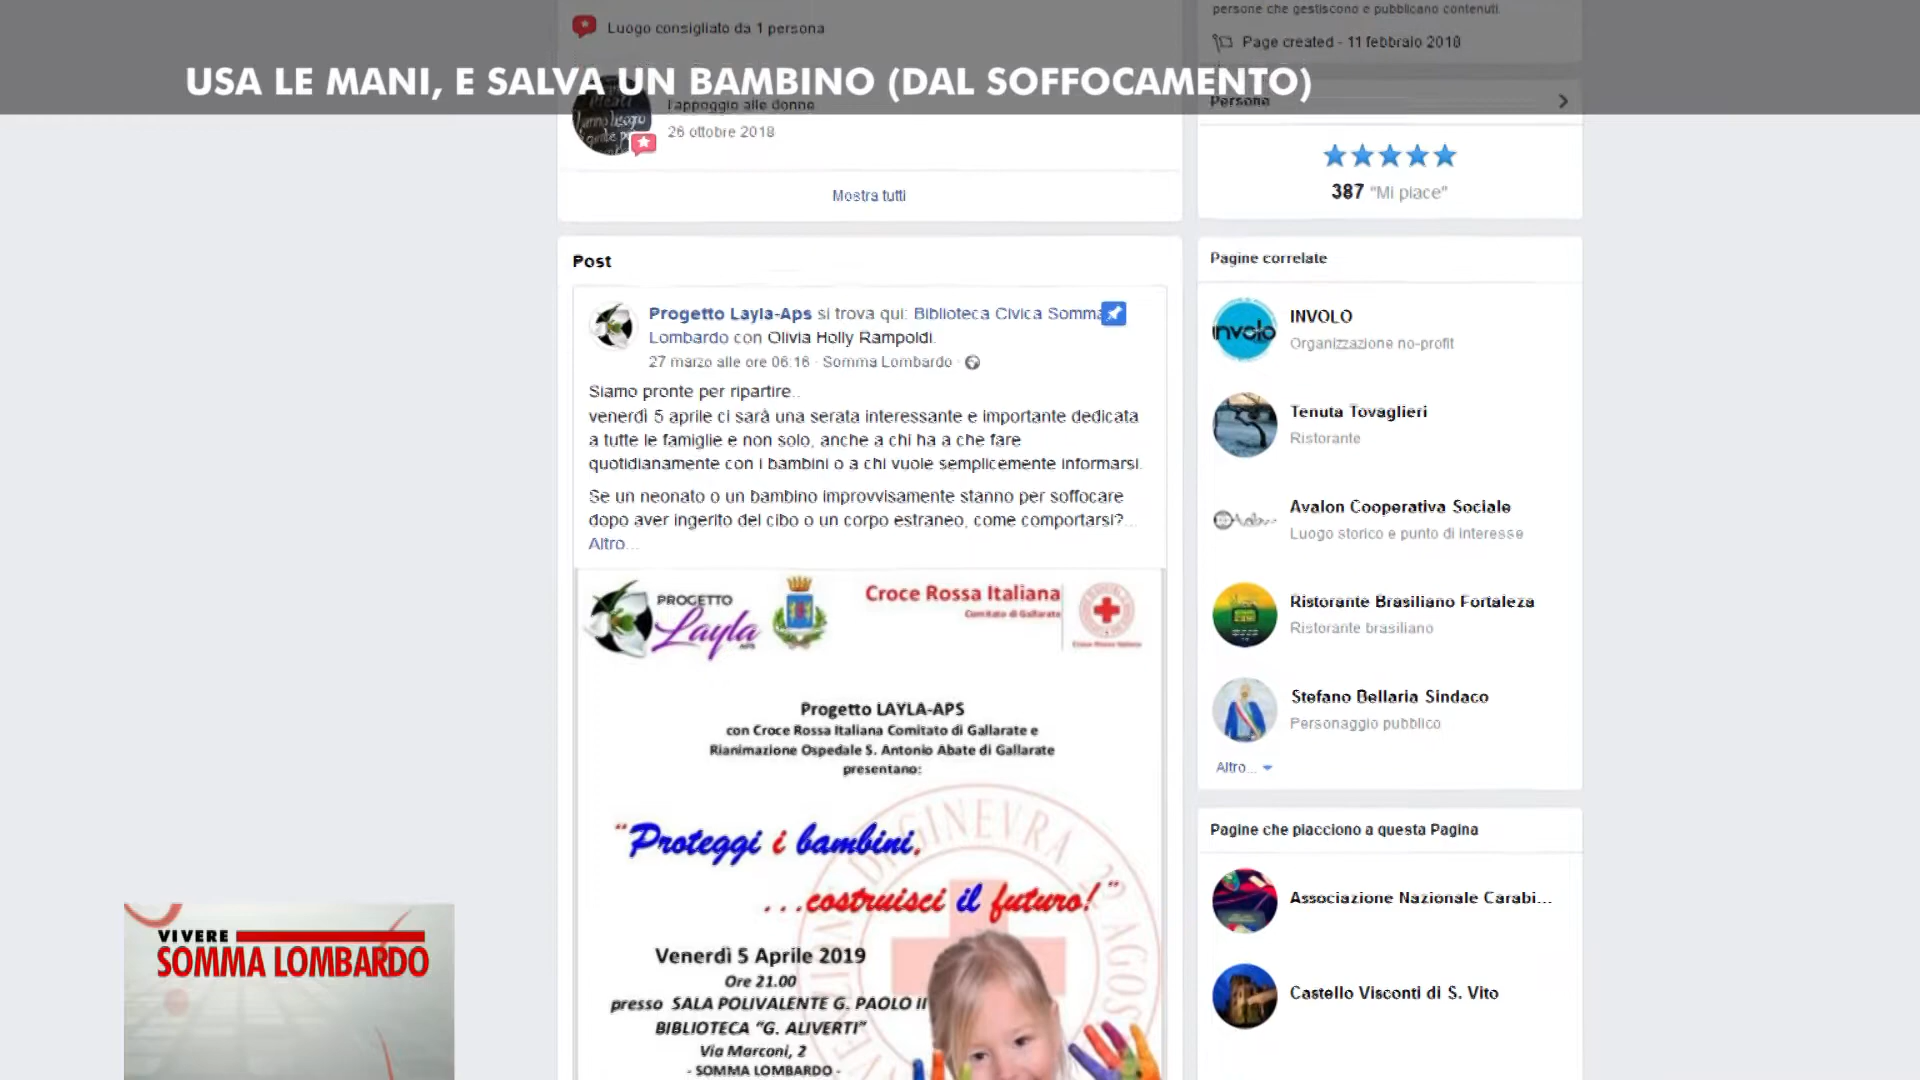 Luogo consigliato da 1 persona
persone che gestiscono e pubblicano contenuti.
Page created - 11 febbraio 2018
USA LE MANI, E SALVA UN BAMBINO (DAL SOFFOCAMENTO)
l'appoggio alle donne
26 ottobre 2018
Mostra tutti
Persone
387 "Mi piace"
Post
Progetto Layla-Aps si trova qui: Biblioteca Civica Somma
Lombardo con Olivia Holly Rampoldi.
27 marzo alle ore 06:16 · Somma Lombardo ·
Siamo pronte per ripartire..
venerdì 5 aprile ci sarà una serata interessante e importante dedicata
a tutte le famiglie e non solo, anche a chi ha a che fare
quotidianamente con i bambini o a chi vuole semplicemente informarsi.
Se un neonato o un bambino improvvisamente stanno per soffocare
dopo aver ingerito del cibo o un corpo estraneo, come comportarsi?...
Altro...
PROGETTO
Layla
APS
Croce Rossa Italiana
Comitato di Gallarate
Croce Rossa Italiana
Progetto LAYLA-APS
con Croce Rossa Italiana Comitato di Gallarate e
Rianimazione Ospedale S. Antonio Abate di Gallarate
presentano:
"Proteggi i bambini,
...costruisci il futuro!"
Venerdì 5 Aprile 2019
Ore 21.00
presso SALA POLIVALENTE G. PAOLO II
BIBLIOTECA "G. ALIVERTI"
Via Marconi, 2
- SOMMA LOMBARDO -
Pagine correlate
involo
INVOLO
Organizzazione no-profit
Tenuta Tovaglieri
Ristorante
Avalon Cooperativa Sociale
Luogo storico e punto di interesse
Ristorante Brasiliano Fortaleza
Ristorante brasiliano
Stefano Bellaria Sindaco
Personaggio pubblico
Altro...
Pagine che piacciono a questa Pagina
Associazione Nazionale Carabi...
Castello Visconti di S. Vito
VIVERE
SOMMA LOMBARDO